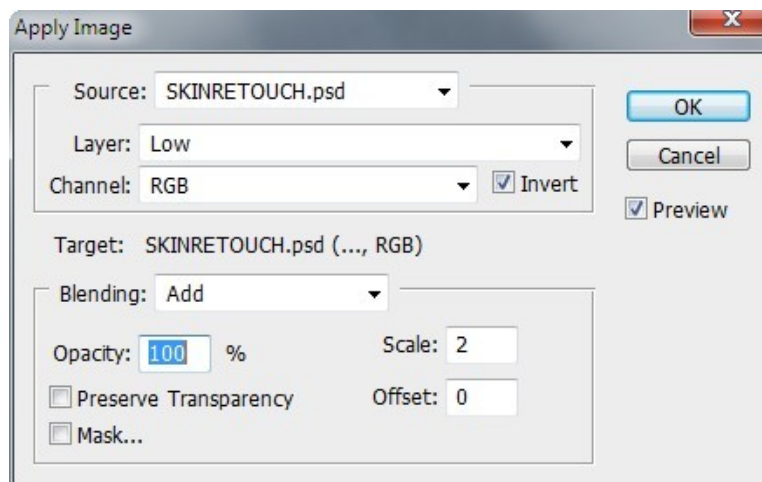 Apply Image
Source: SKINRETOUCH.psd
OK
Layer: Low
Cancel
Channel: RGB
Invert
Preview
Target: SKINRETOUCH.psd (..., RGB)
Blending: Add
Opacity: 100 %
Scale: 2
Preserve Transparency
Offset: 0
Mask...